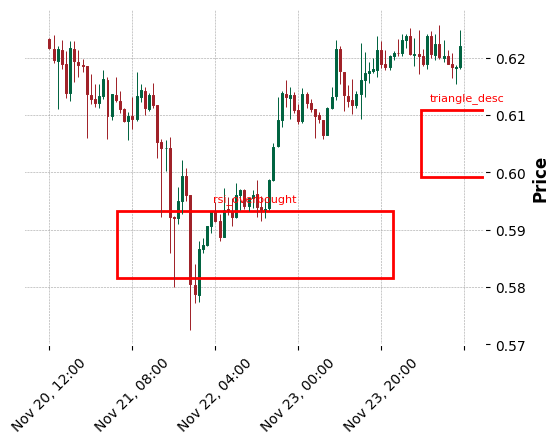 0.62
triangle_desc
0.61
0.60
Price
rsi_overbought
0.59
0.58
0.57
Nov 20, 12:00
Nov 21, 08:00
Nov 22, 04:00
Nov 23, 00:00
Nov 23, 20:00